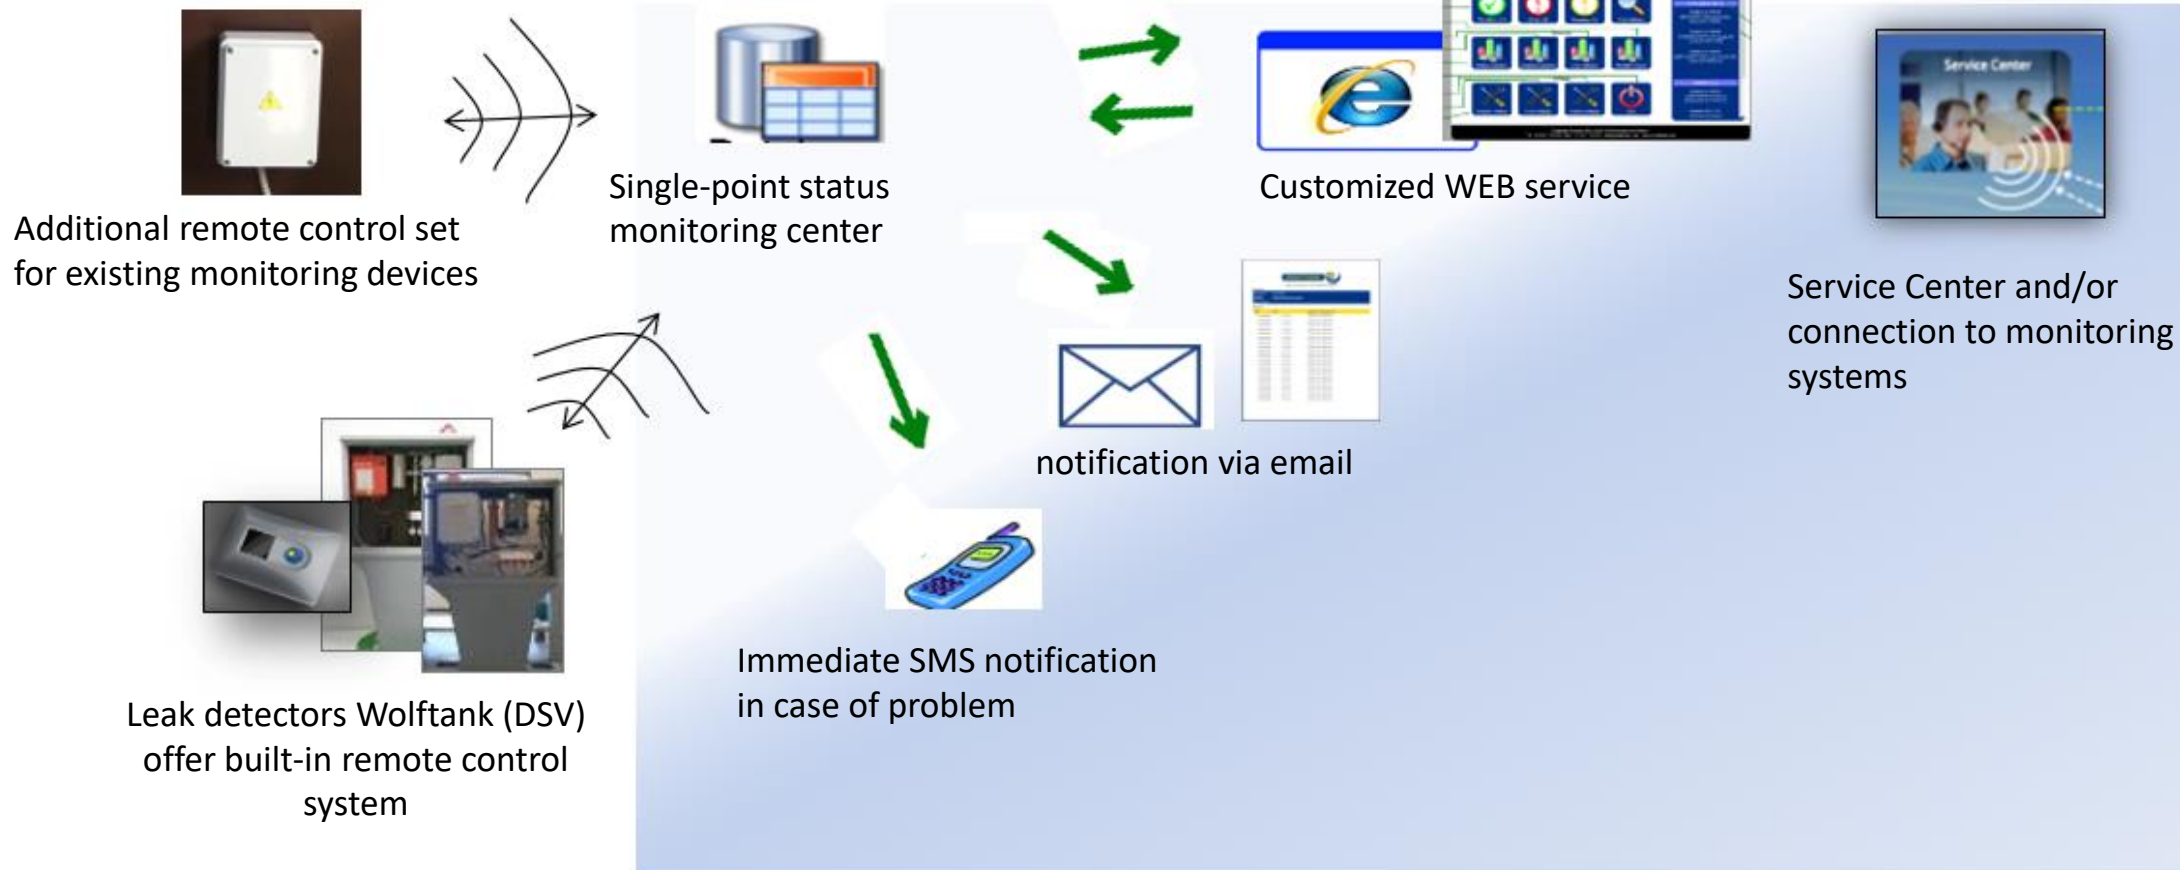 Service Center
Additional remote control set
for existing monitoring devices
Single-point status
monitoring center
Customized WEB service
Service Center and/or
connection to monitoring
systems
notification via email
Immediate SMS notification
in case of problem
Leak detectors Wolftank (DSV)
offer built-in remote control
system